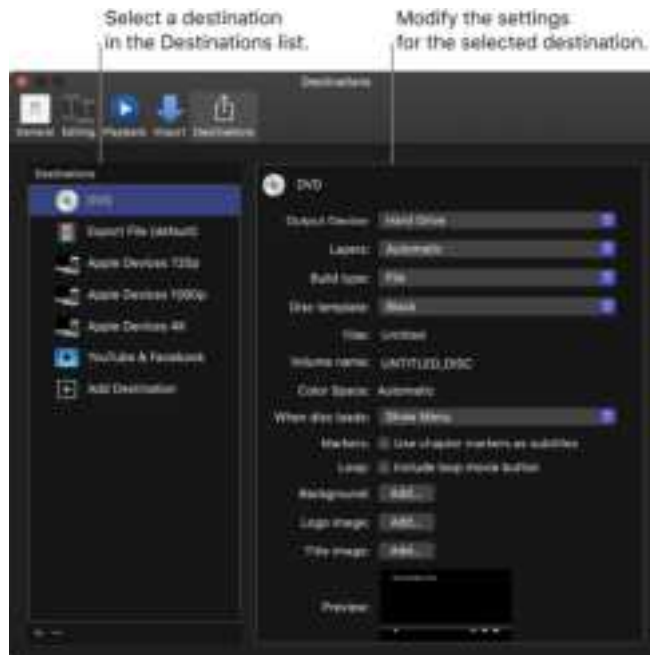 Select a destination
in the Destinations list.
Modify the settings
for the selected destination.
Destinations
General Editing Playback Import Destinations
Destinations
DVD
Export File (default)
Apple Devices 720p
Apple Devices 1080p
Apple Devices 4K
YouTube & Facebook
Add Destination
DVD
Output Device: Hard Drive
Layers: Automatic
Build type: File
Disc template: Black
Title: Untitled
Volume name: UNTITLED_DISC
Color Space: Automatic
When disc loads: Show Menu
Markers: Use chapter markers as subtitles
Loop: Include loop movie button
Background: Add...
Logo image: Add...
Title image: Add...
Preview: